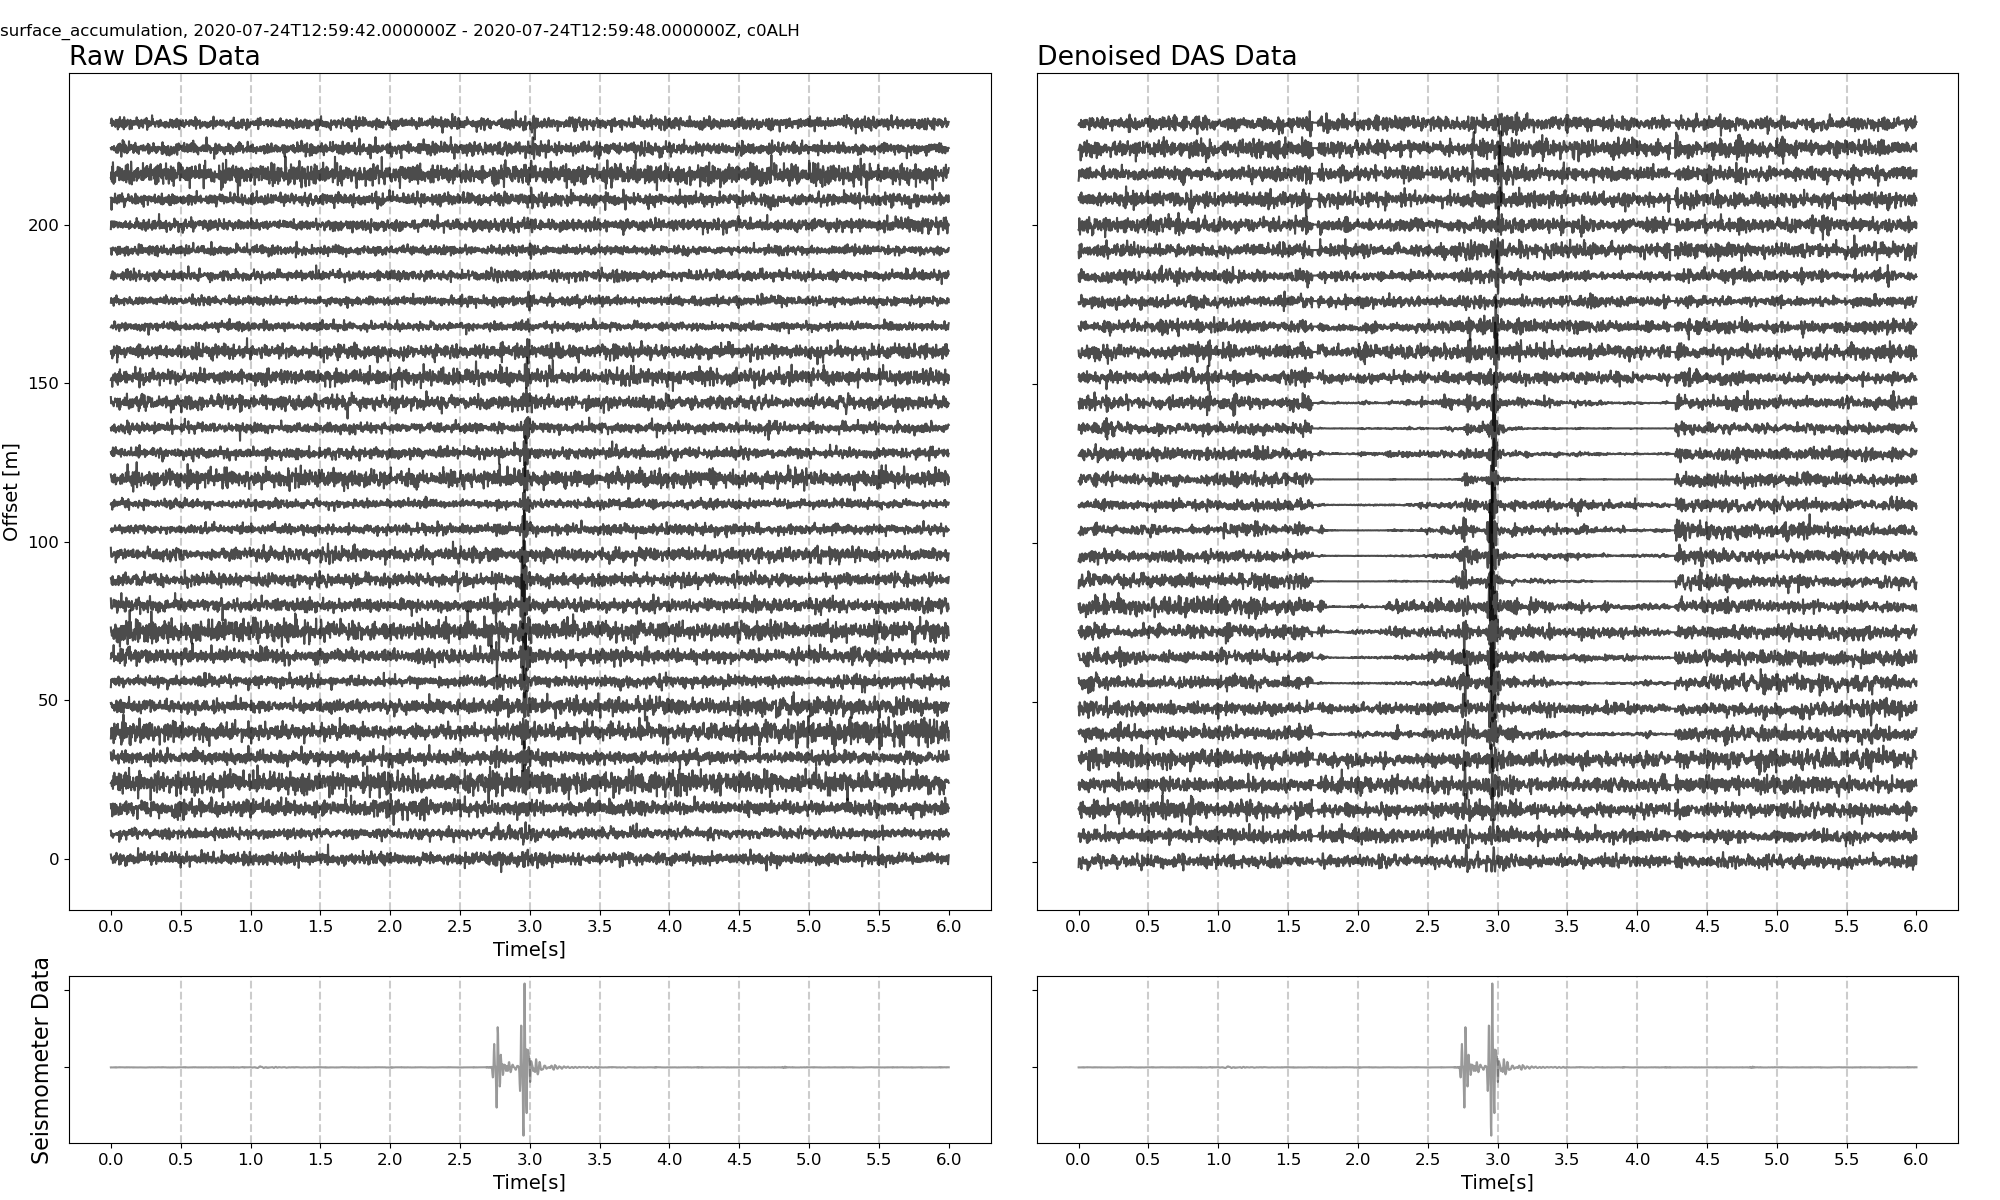 surface_accumulation, 2020-07-24T12:59:42.000000Z - 2020-07-24T12:59:48.000000Z, c0ALH
Raw DAS Data
Denoised DAS Data
Offset [m]
200
150
100
50
0
0.0 0.5 1.0 1.5 2.0 2.5 3.0 3.5 4.0 4.5 5.0 5.5 6.0
Time[s]
0.0 0.5 1.0 1.5 2.0 2.5 3.0 3.5 4.0 4.5 5.0 5.5 6.0
Seismometer Data
0.0 0.5 1.0 1.5 2.0 2.5 3.0 3.5 4.0 4.5 5.0 5.5 6.0
Time[s]
0.0 0.5 1.0 1.5 2.0 2.5 3.0 3.5 4.0 4.5 5.0 5.5 6.0
Time[s]